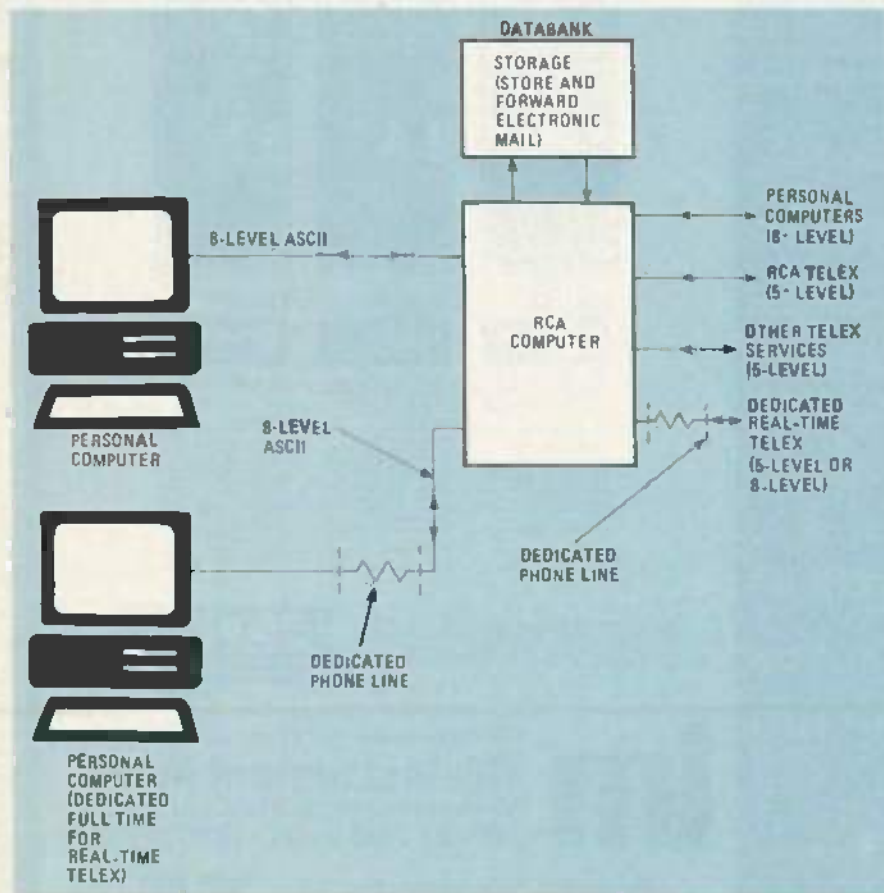 DATABANK
STORAGE
(STORE AND
FORWARD
ELECTRONIC
MAIL)
8-LEVEL ASCII
PERSONAL
COMPUTER
RCA
COMPUTER
PERSONAL
COMPUTERS
(8- LEVEL)
RCA TELEX
(5- LEVEL)
OTHER TELEX
SERVICES
(5-LEVEL)
DEDICATED
REAL-TIME
TELEX
(5-LEVEL OR
8-LEVEL)
8-LEVEL
ASCII
DEDICATED
PHONE LINE
DEDICATED
PHONE LINE
PERSONAL
COMPUTER
(DEDICATED
FULL TIME
FOR
REAL-TIME
TELEX)